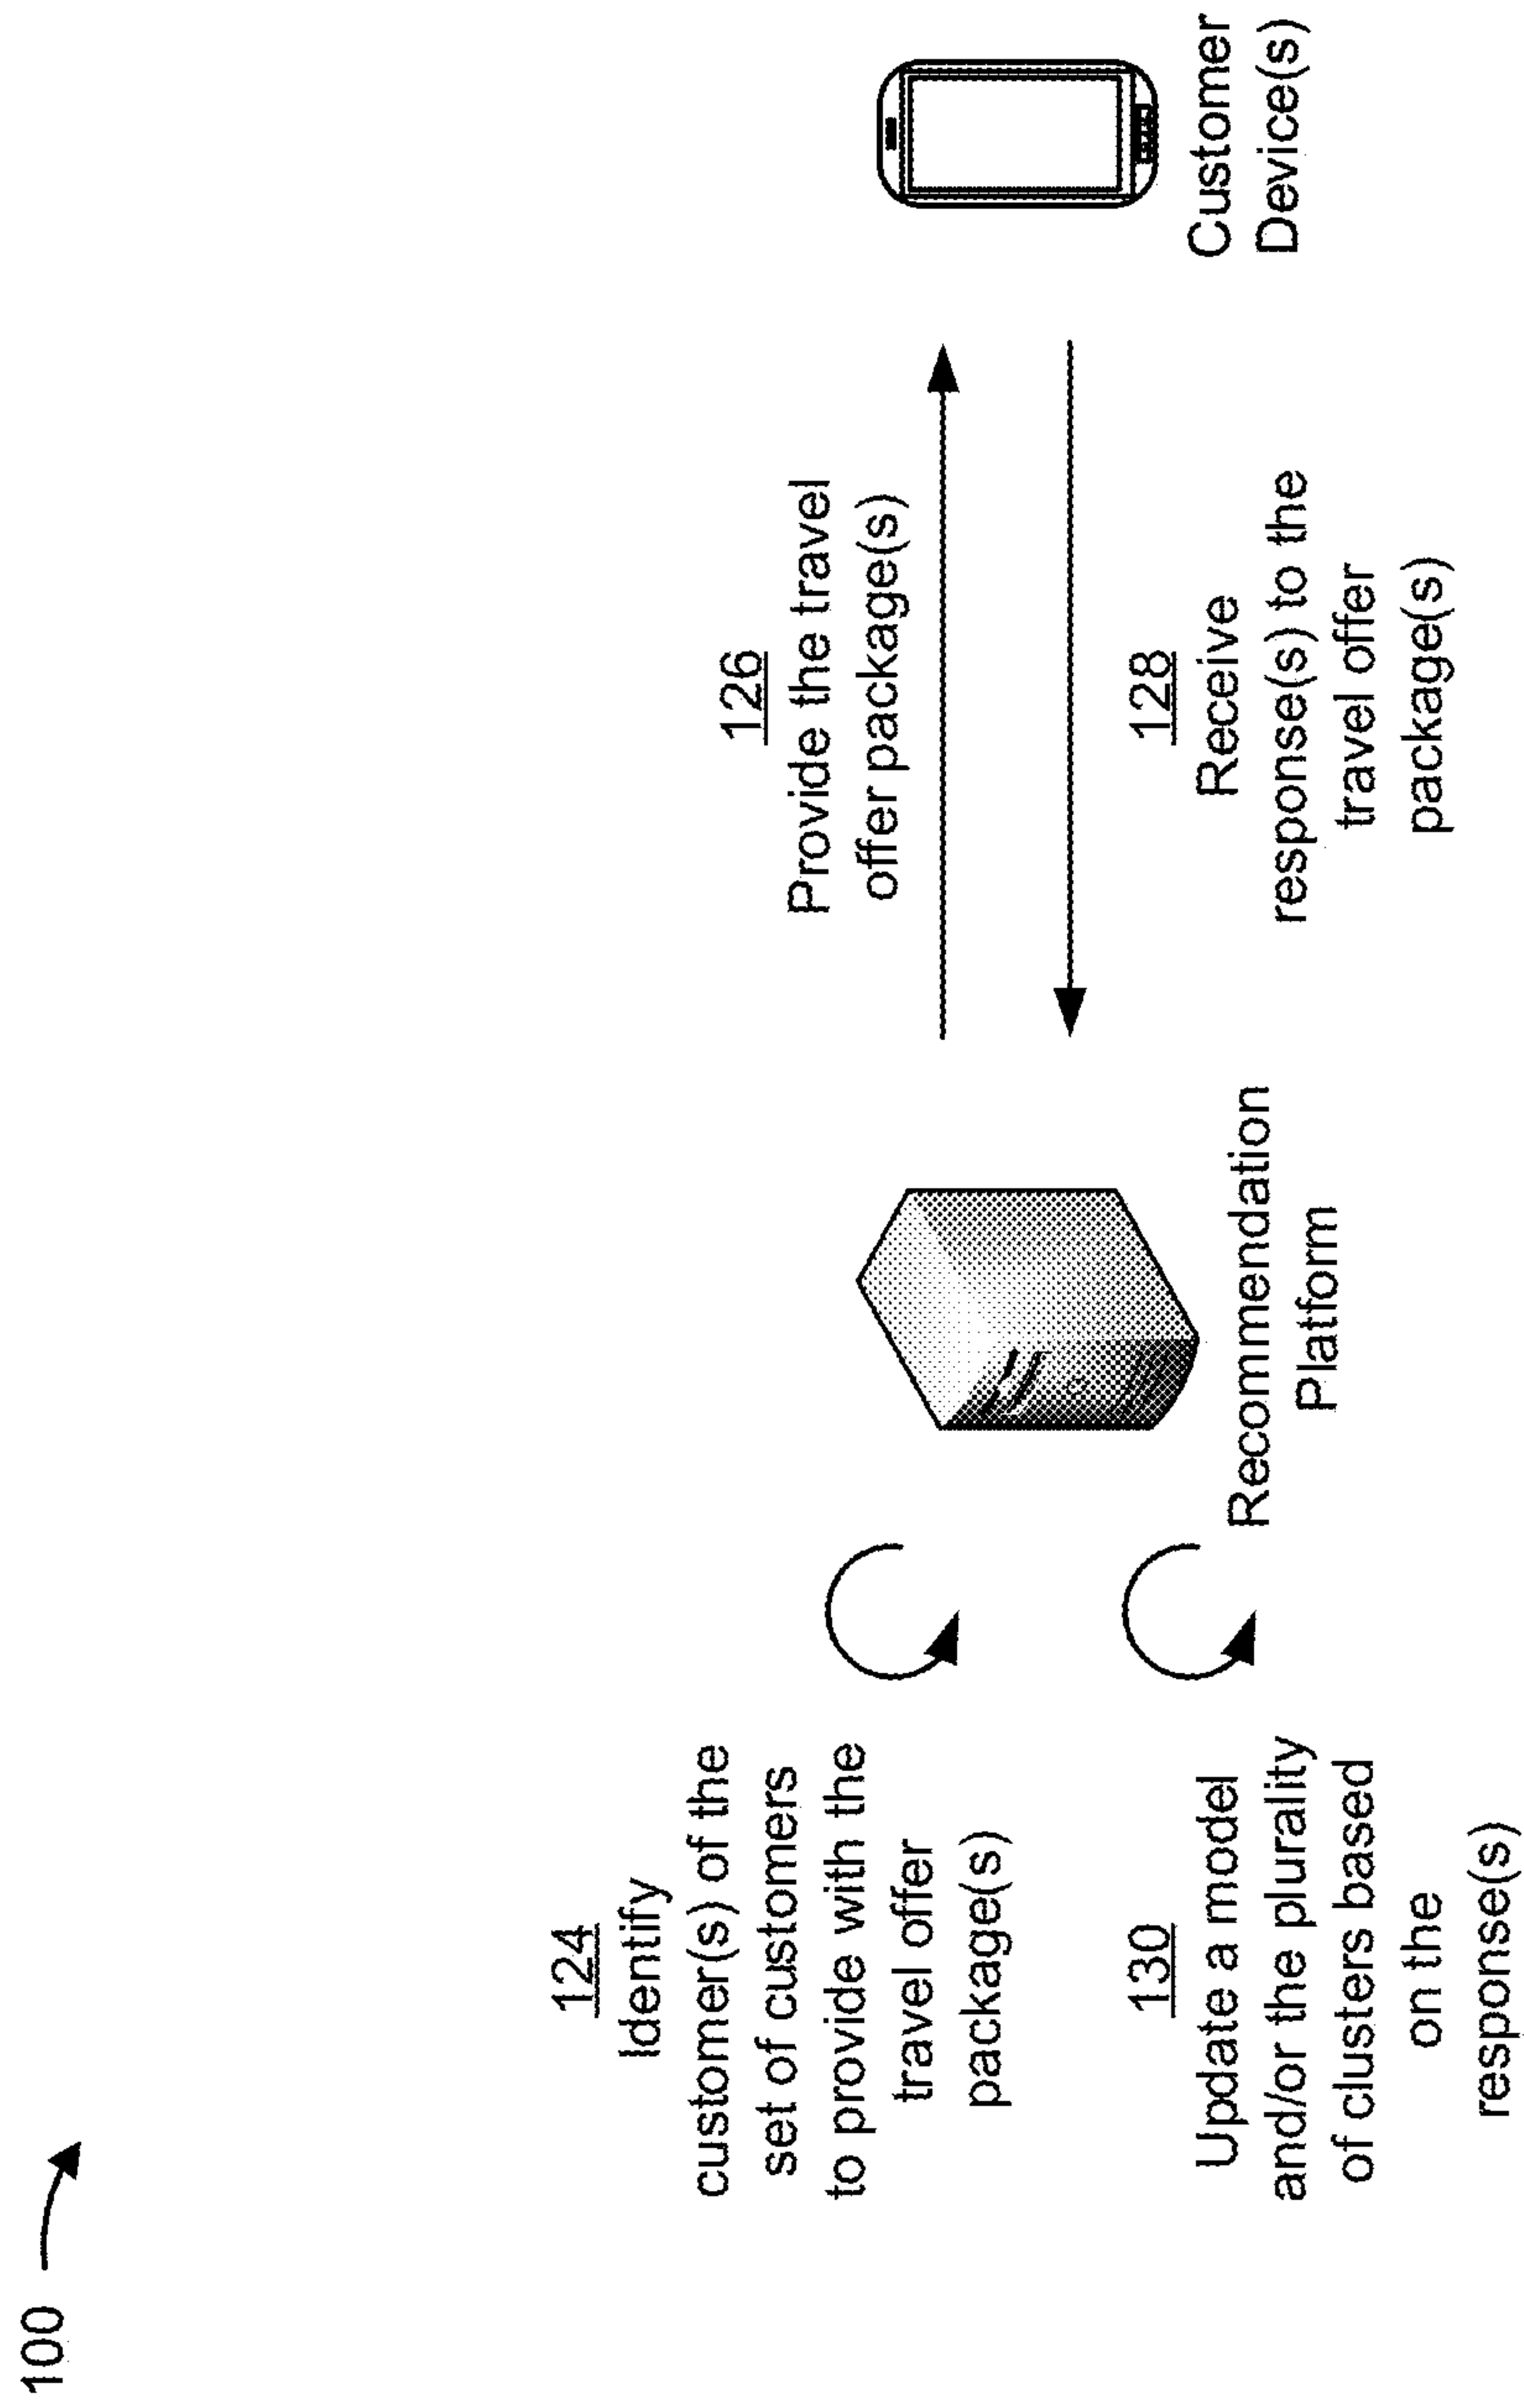 100
124
Identify
customer(s) of the
set of customers
to provide with the
travel offer
package(s)
130
Update a model
and/or the plurality
of clusters based
on the
response(s)
Recommendation
Platform
126
Provide the travel
offer package(s)
128
Receive
response(s) to the
travel offer
package(s)
Customer
Device(s)